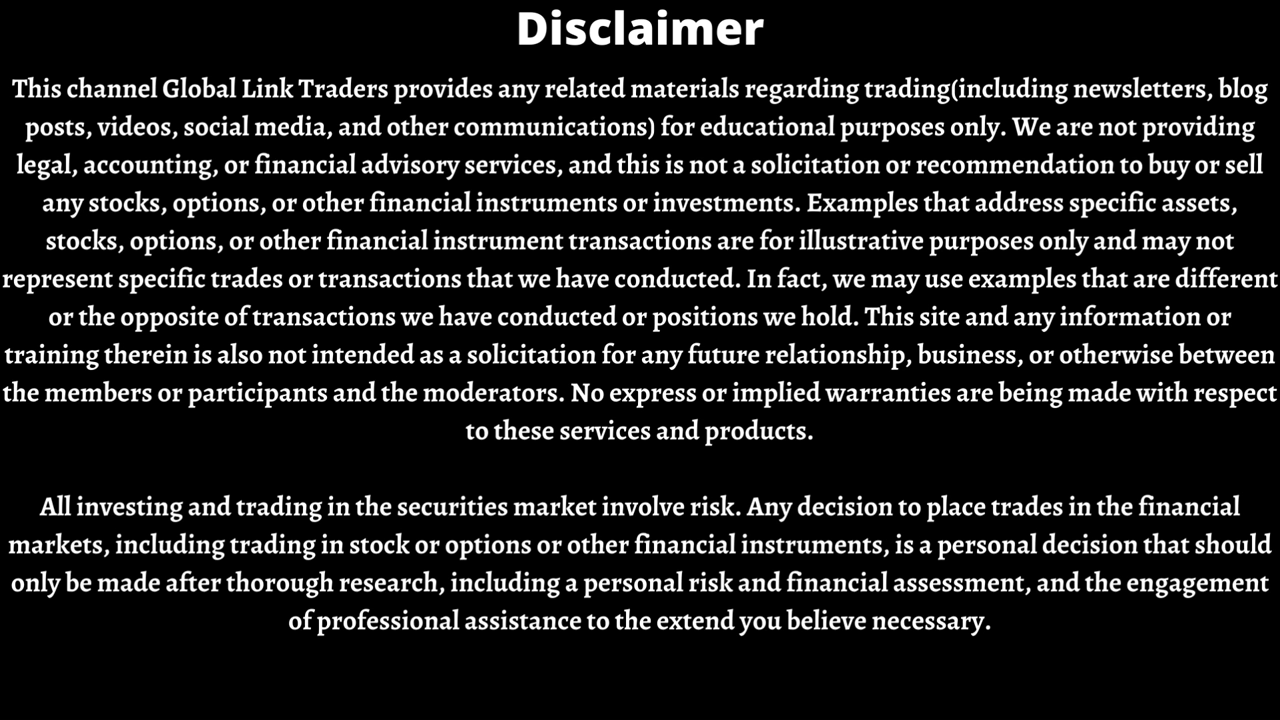 Disclaimer
This channel Global Link Traders provides any related materials regarding trading(including newsletters, blog
posts, videos, social media, and other communications) for educational purposes only. We are not providing
legal, accounting, or financial advisory services, and this is not a solicitation or recommendation to buy or sell
any stocks, options, or other financial instruments or investments. Examples that address specific assets,
stocks, options, or other financial instrument transactions are for illustrative purposes only and may not
represent specific trades or transactions that we have conducted. In fact, we may use examples that are different
or the opposite of transactions we have conducted or positions we hold. This site and any information or
training therein is also not intended as a solicitation for any future relationship, business, or otherwise between
the members or participants and the moderators. No express or implied warranties are being made with respect
to these services and products.
All investing and trading in the securities market involve risk. Any decision to place trades in the financial
markets, including trading in stock or options or other financial instruments, is a personal decision that should
only be made after thorough research, including a personal risk and financial assessment, and the engagement
of professional assistance to the extend you believe necessary.